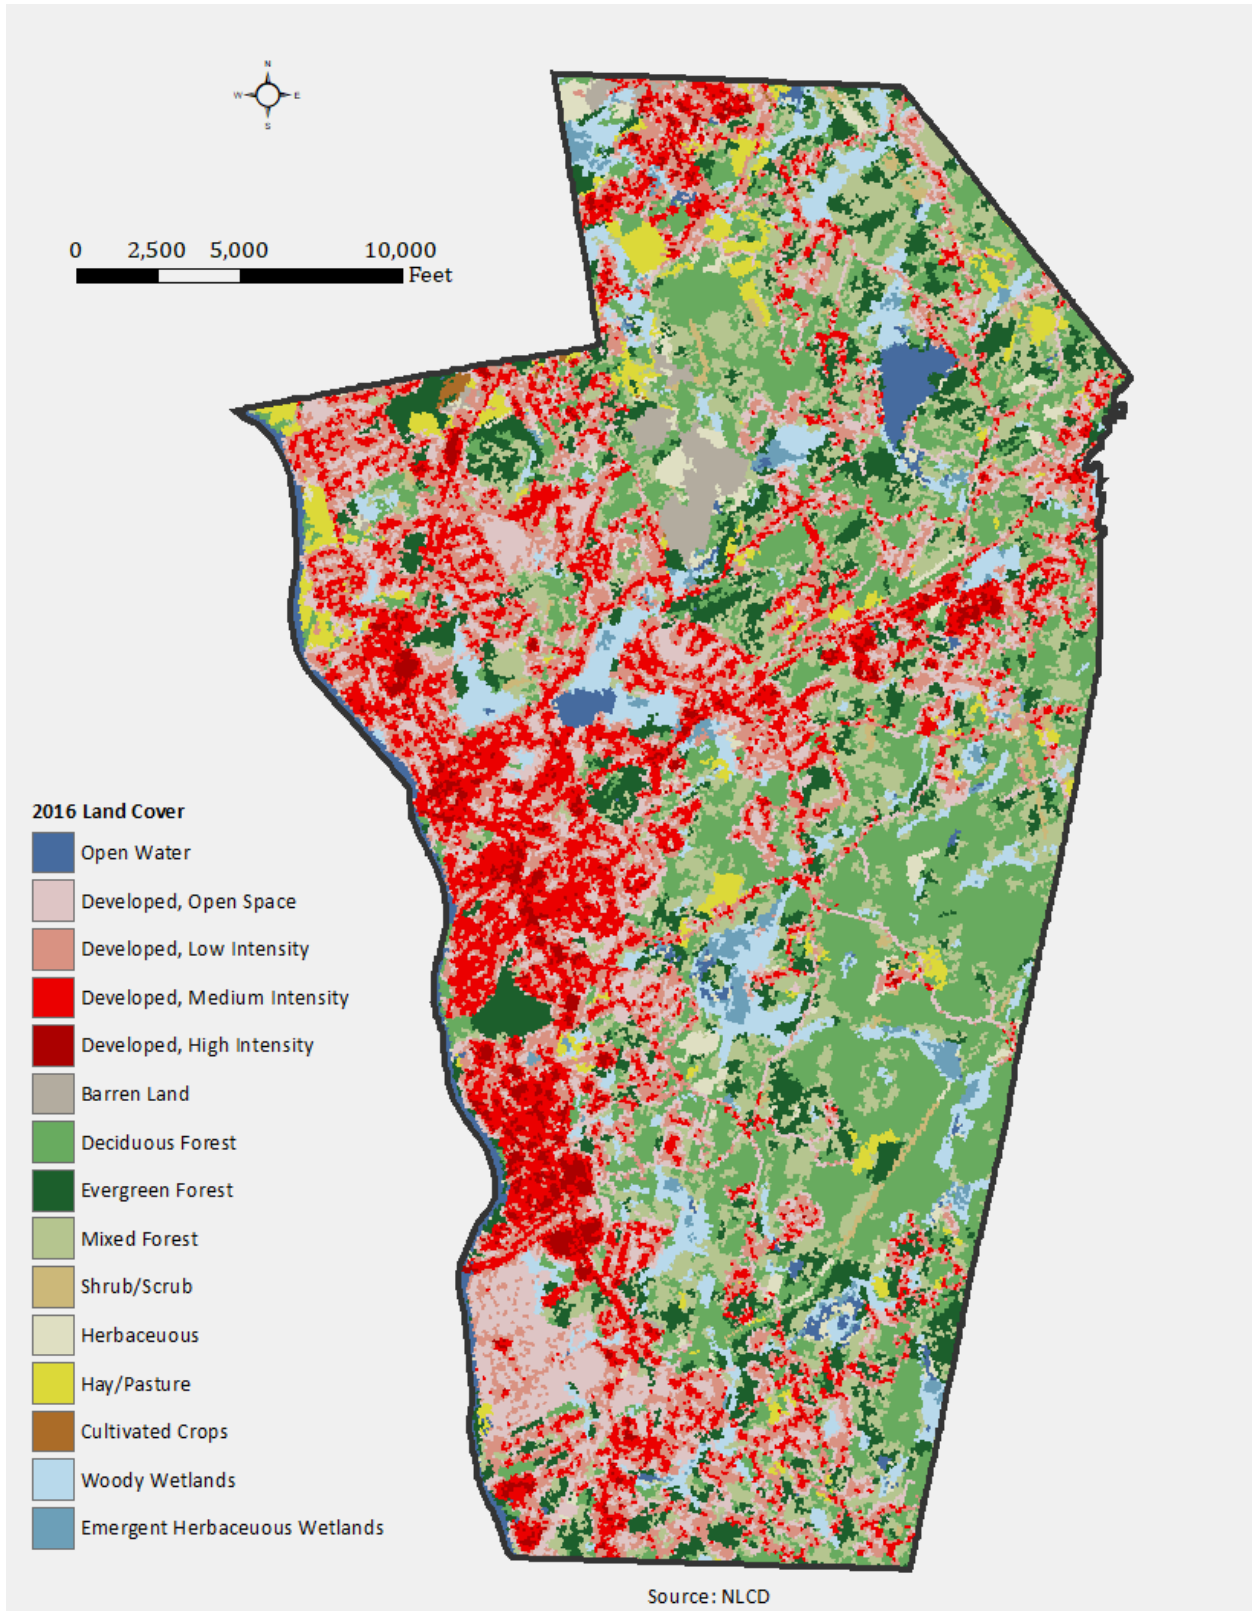 N
W E
S
0 2,500 5,000 10,000
Feet
2016 Land Cover
Open Water
Developed, Open Space
Developed, Low Intensity
Developed, Medium Intensity
Developed, High Intensity
Barren Land
Deciduous Forest
Evergreen Forest
Mixed Forest
Shrub/Scrub
Herbaceuous
Hay/Pasture
Cultivated Crops
Woody Wetlands
Emergent Herbaceuous Wetlands
Source: NLCD